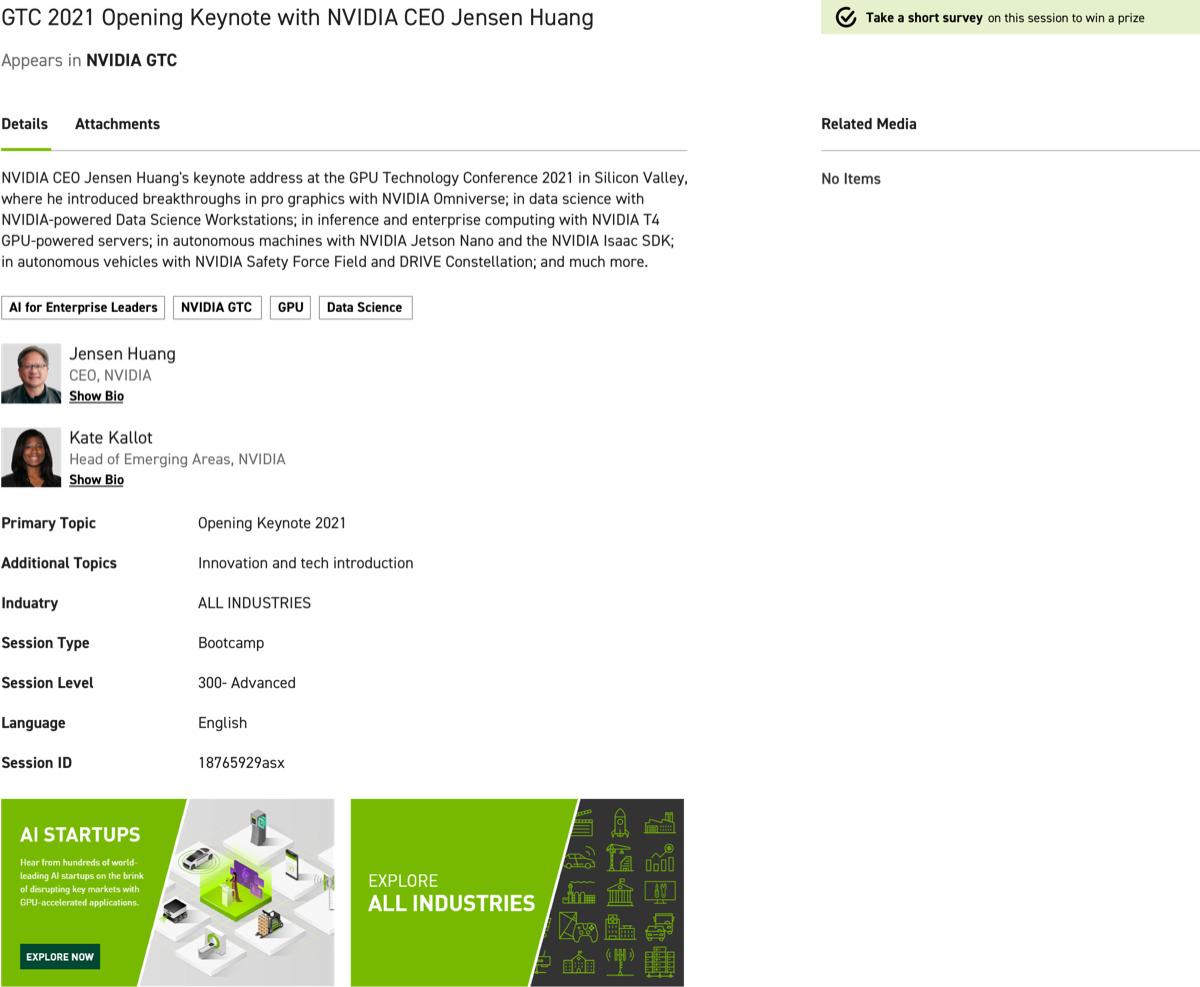 GTC 2021 Opening Keynote with NVIDIA CEO Jensen Huang
Take a short survey on this session to win a prize
Appears in NVIDIA GTC
Details Attachments
Related Media
No Items
NVIDIA CEO Jensen Huang's keynote address at the GPU Technology Conference 2021 in Silicon Valley,
where he introduced breakthroughs in pro graphics with NVIDIA Omniverse; in data science with
NVIDIA-powered Data Science Workstations; in inference and enterprise computing with NVIDIA T4
GPU-powered servers; in autonomous machines with NVIDIA Jetson Nano and the NVIDIA Isaac SDK;
in autonomous vehicles with NVIDIA Safety Force Field and DRIVE Constellation; and much more.
AI for Enterprise Leaders NVIDIA GTC GPU Data Science
Jensen Huang
CEO, NVIDIA
Show Bio
Kate Kallot
Head of Emerging Areas, NVIDIA
Show Bio
Primary Topic Opening Keynote 2021
Additional Topics Innovation and tech introduction
Induatry ALL INDUSTRIES
Session Type Bootcamp
Session Level 300- Advanced
Language English
Session ID 18765929asx
AI STARTUPS
Hear from hundreds of world-
leading AI startups on the brink
of disrupting key markets with
GPU-accelerated applications.
EXPLORE NOW
EXPLORE
ALL INDUSTRIES